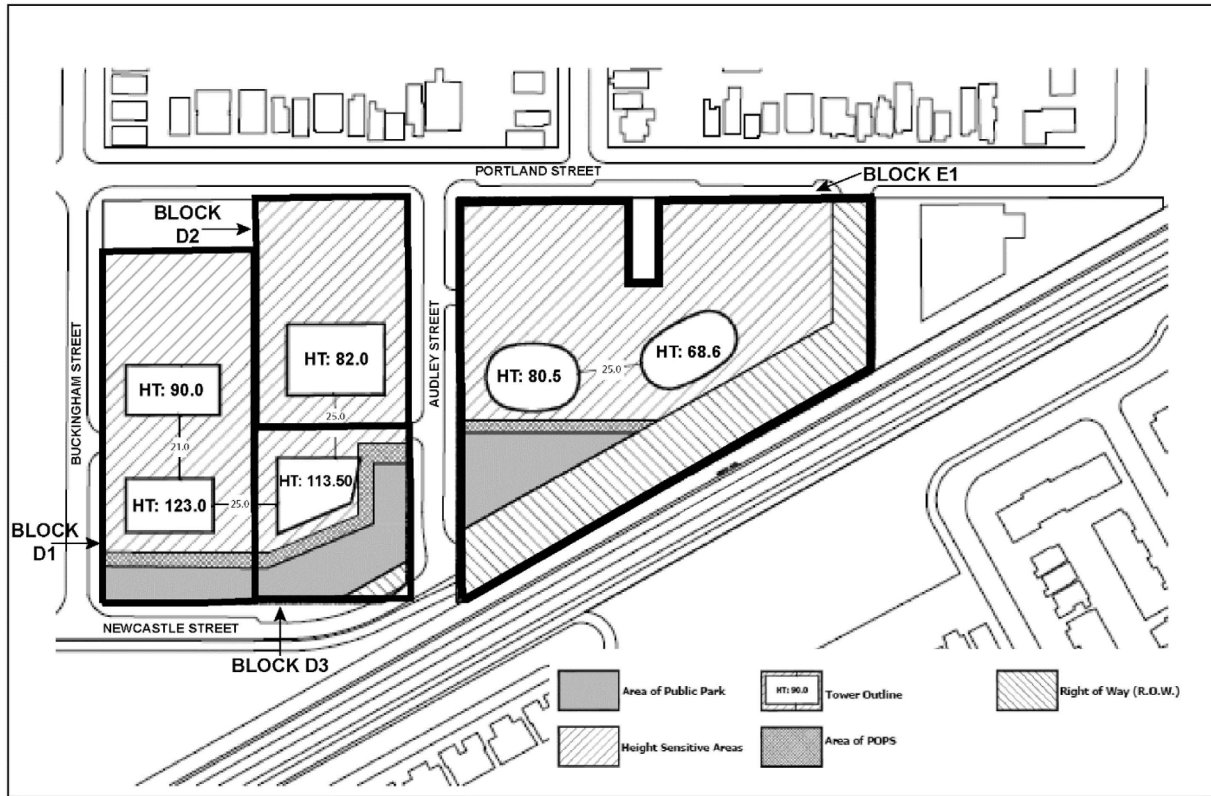 PORTLAND STREET
BLOCK E1
BLOCK
D2
BUCKINGHAM STREET
AUDLEY STREET
HT: 82.0
HT: 68.6
HT: 80.5
25.0
HT: 90.0
25.0
21.0
HT: 113.50
HT: 123.0
25.0
BLOCK
D1
NEWCASTLE STREET
BLOCK D3
Area of Public Park
HT: 90.0
Tower Outline
Right of Way (R.O.W.)
Height Sensitive Areas
Area of POPS